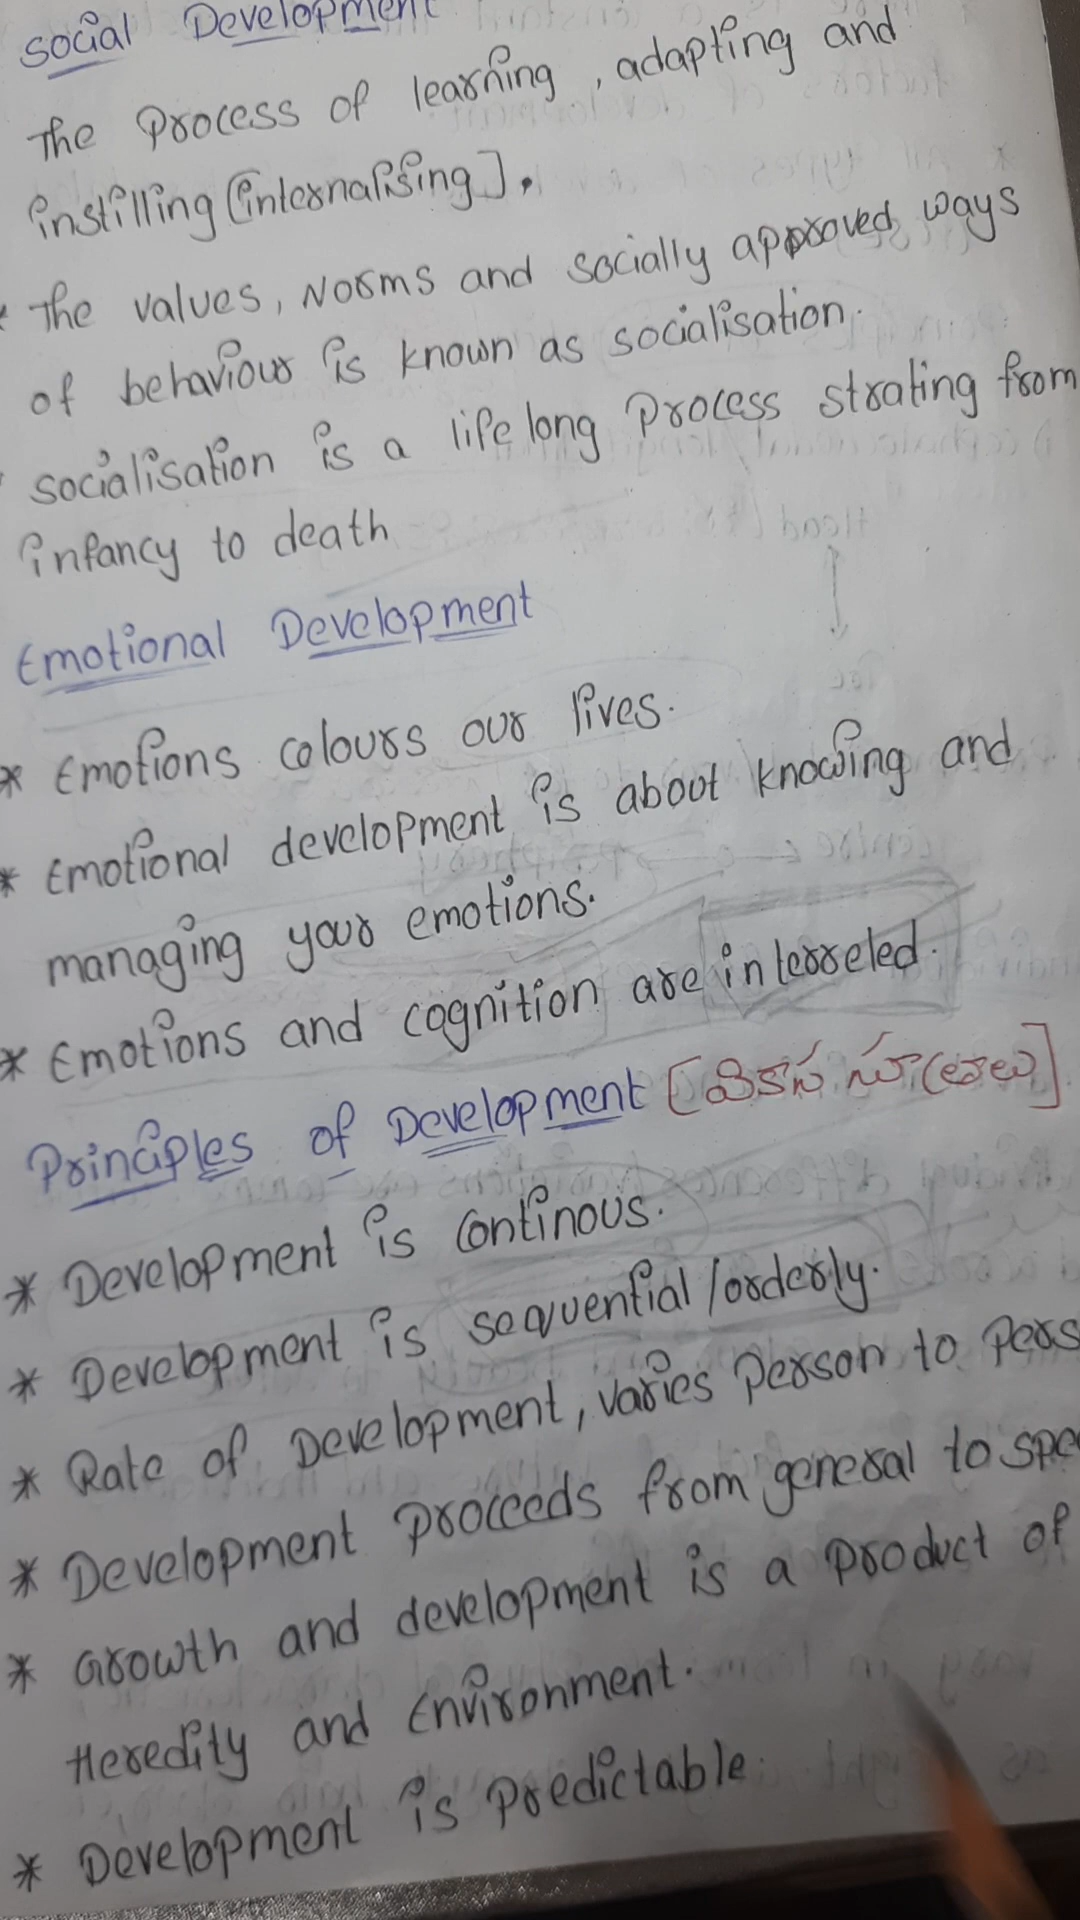 Social Development
The Process of learning, adapting and
instilling [internalising].
* The values, Norms and socially approved ways
of behaviour is known as socialisation.
socialisation is a life long process strating from
infancy to death
Emotional Development
* Emotions colours our lives.
* Emotional development is about knowing and
managing your emotions.
* Emotions and cognition are interreled.
Principles of Development [వికాస సూత్రాలు]
* Development is Continous.
* Development is sequential /orderly.
* Rate of Development, varies person to Pers
* Development proceeds from general to spe
* Growth and development is a product of
Heredity and Environment.
* Development is predictable.